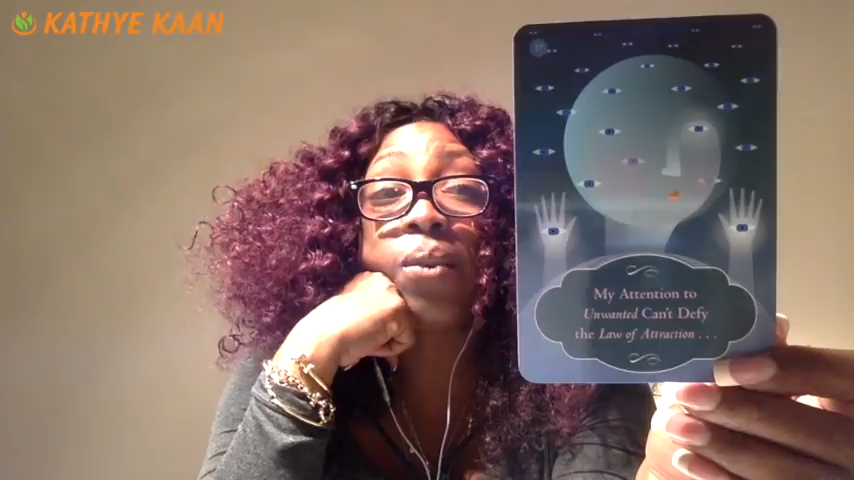 KATHYE KAAN
My Attention to
Unwanted Can't Defy
the Law of Attraction . . .